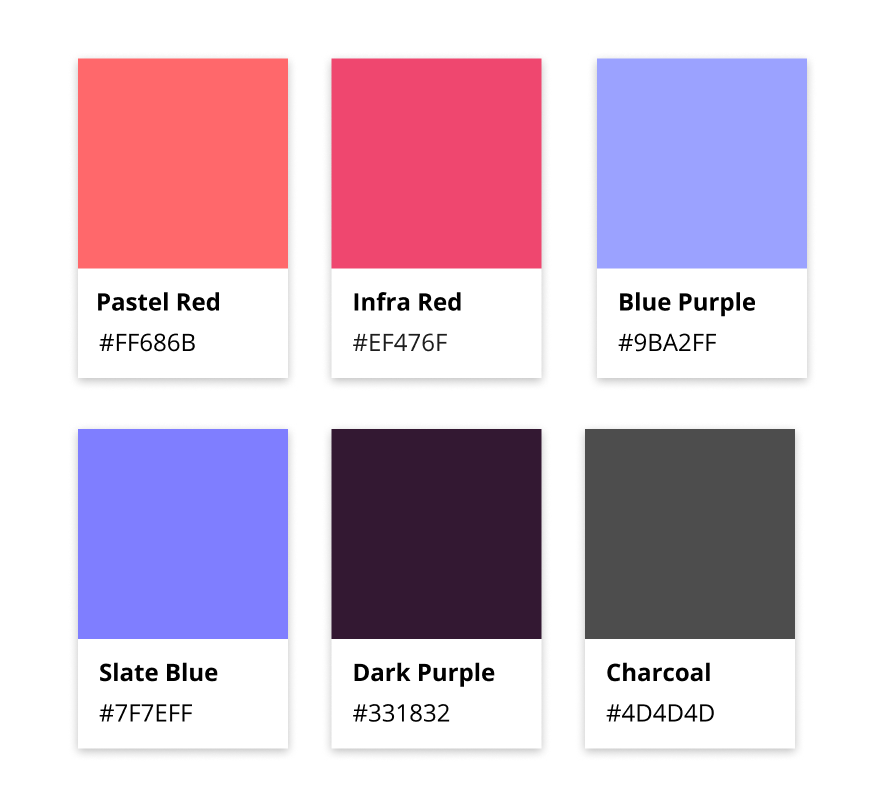 Pastel Red
#FF686B
Infra Red
#EF476F
Blue Purple
#9BA2FF
Slate Blue
#7F7EFF
Dark Purple
#331832
Charcoal
#4D4D4D